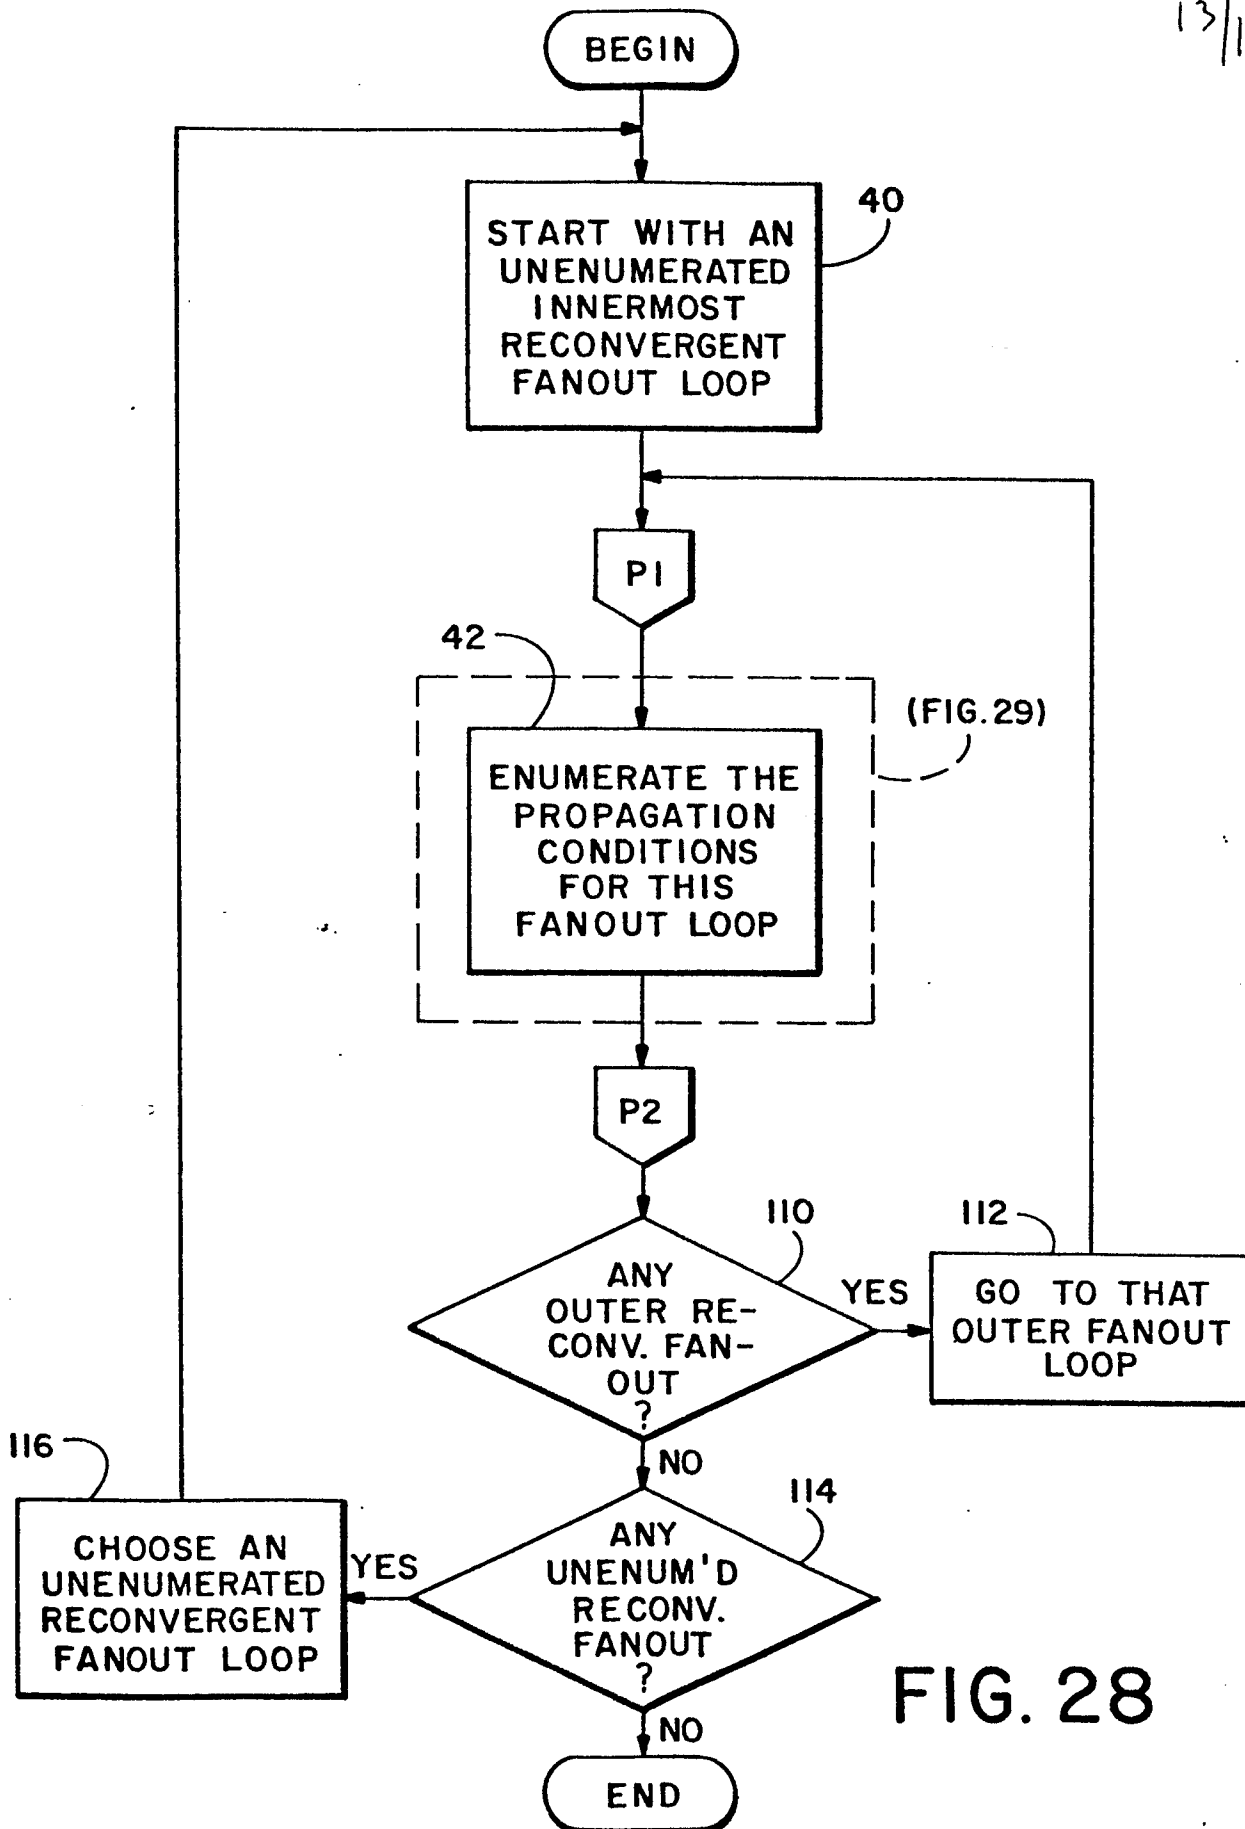 13/1
BEGIN
40
START WITH AN
UNENUMERATED
INNERMOST
RECONVERGENT
FANOUT LOOP
P1
42
(FIG. 29)
ENUMERATE THE
PROPAGATION
CONDITIONS
FOR THIS
FANOUT LOOP
P2
110
ANY
OUTER RE-
CONV. FAN-
OUT
?
YES
112
GO TO THAT
OUTER FANOUT
LOOP
NO
114
ANY
UNENUM'D
RECONV.
FANOUT
?
YES
116
CHOOSE AN
UNENUMERATED
RECONVERGENT
FANOUT LOOP
NO
END
FIG. 28